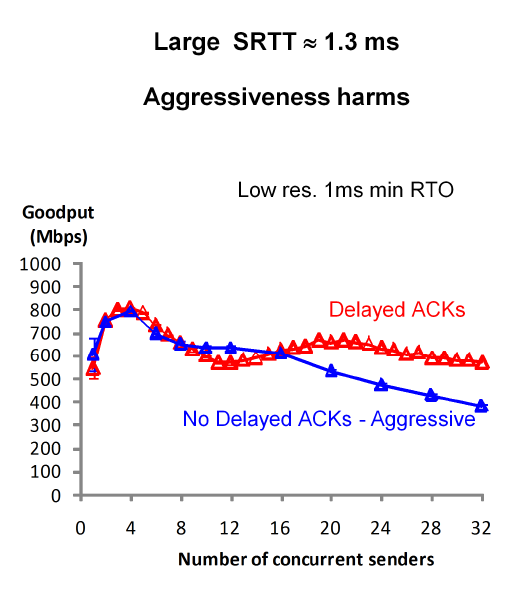 Large SRTT ≈ 1.3 ms
Aggressiveness harms
Low res. 1ms min RTO
Goodput
(Mbps)
1000
900
800
700
600
500
400
300
200
100
0
Delayed ACKs
No Delayed ACKs - Aggressive
0 4 8 12 16 20 24 28 32
Number of concurrent senders